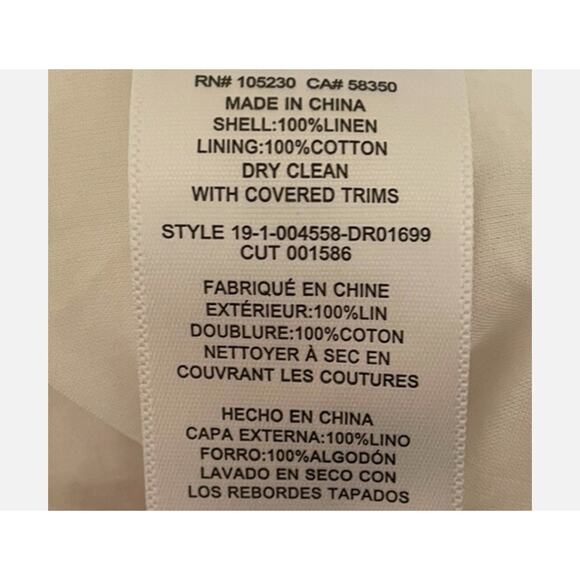 RN# 105230 CA# 58350
MADE IN CHINA
SHELL:100%LINEN
LINING:100%COTTON
DRY CLEAN
WITH COVERED TRIMS
STYLE 19-1-004558-DR01699
CUT 001586
FABRIQUÉ EN CHINE
EXTÉRIEUR:100%LIN
DOUBLURE:100%COTON
NETTOYER À SEC EN
COUVRANT LES COUTURES
HECHO EN CHINA
CAPA EXTERNA:100%LINO
FORRO:100%ALGODÓN
LAVADO EN SECO CON
LOS REBORDES TAPADOS